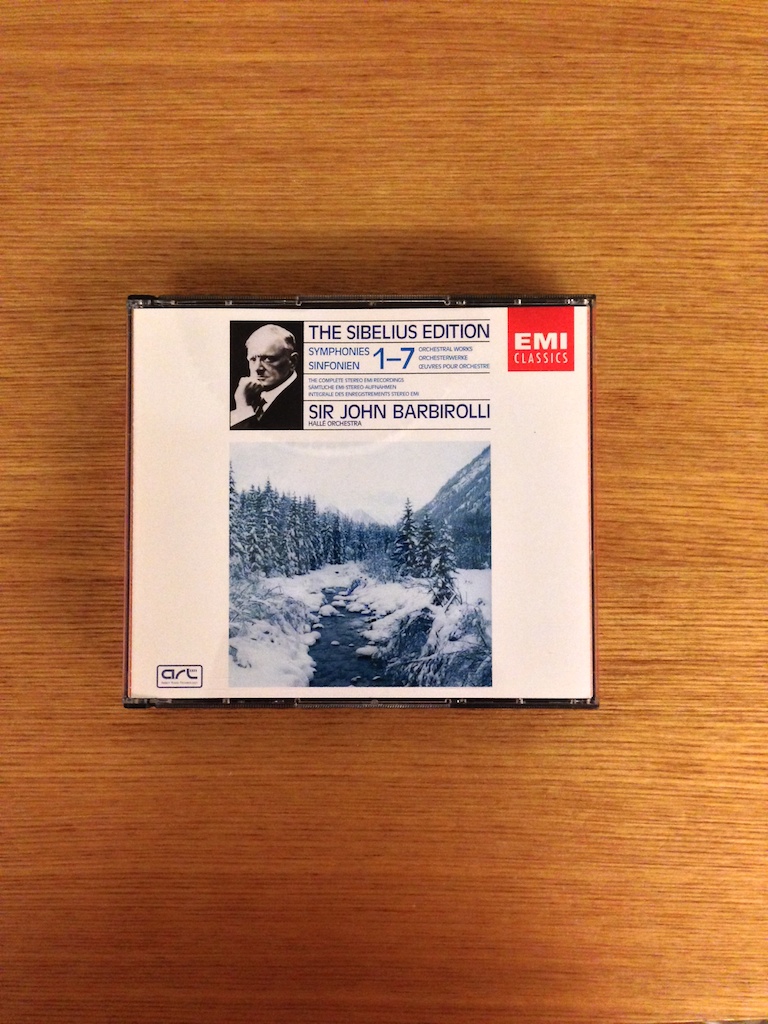 THE SIBELIUS EDITION
SYMPHONIES
SINFONIEN
1–7
ORCHESTRAL WORKS
ORCHESTERWERKE
ŒUVRES POUR ORCHESTRE
THE COMPLETE STEREO EMI RECORDINGS
SÄMTLICHE EMI-STEREO-AUFNAHMEN
INTÉGRALE DES ENREGISTREMENTS STEREO EMI
SIR JOHN BARBIROLLI
HALLÉ ORCHESTRA
EMI
CLASSICS
art